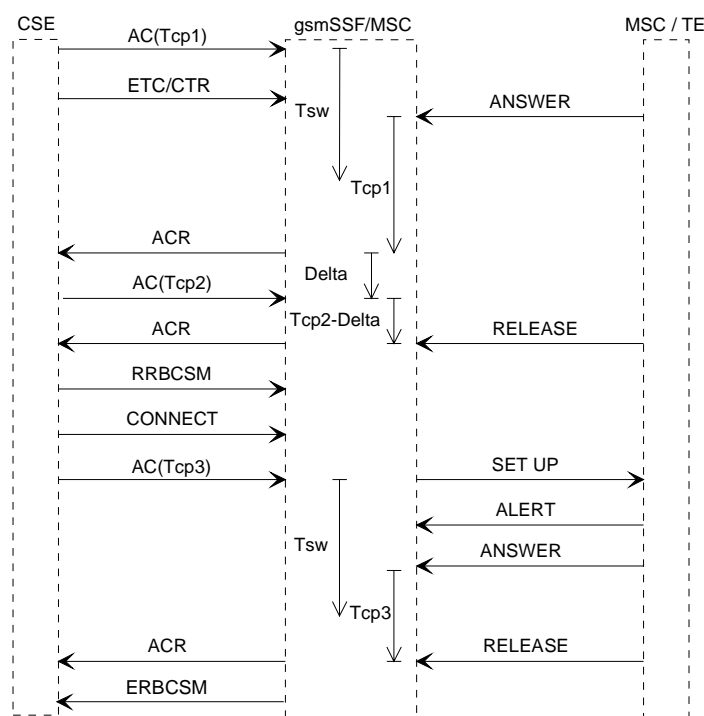 CSE
gsmSSF/MSC
MSC / TE
AC(Tcp1)
ETC/CTR
Tsw
ANSWER
Tcp1
ACR
Delta
AC(Tcp2)
Tcp2-Delta
ACR
RELEASE
RRBCSM
CONNECT
AC(Tcp3)
SET UP
ALERT
Tsw
ANSWER
Tcp3
ACR
RELEASE
ERBCSM